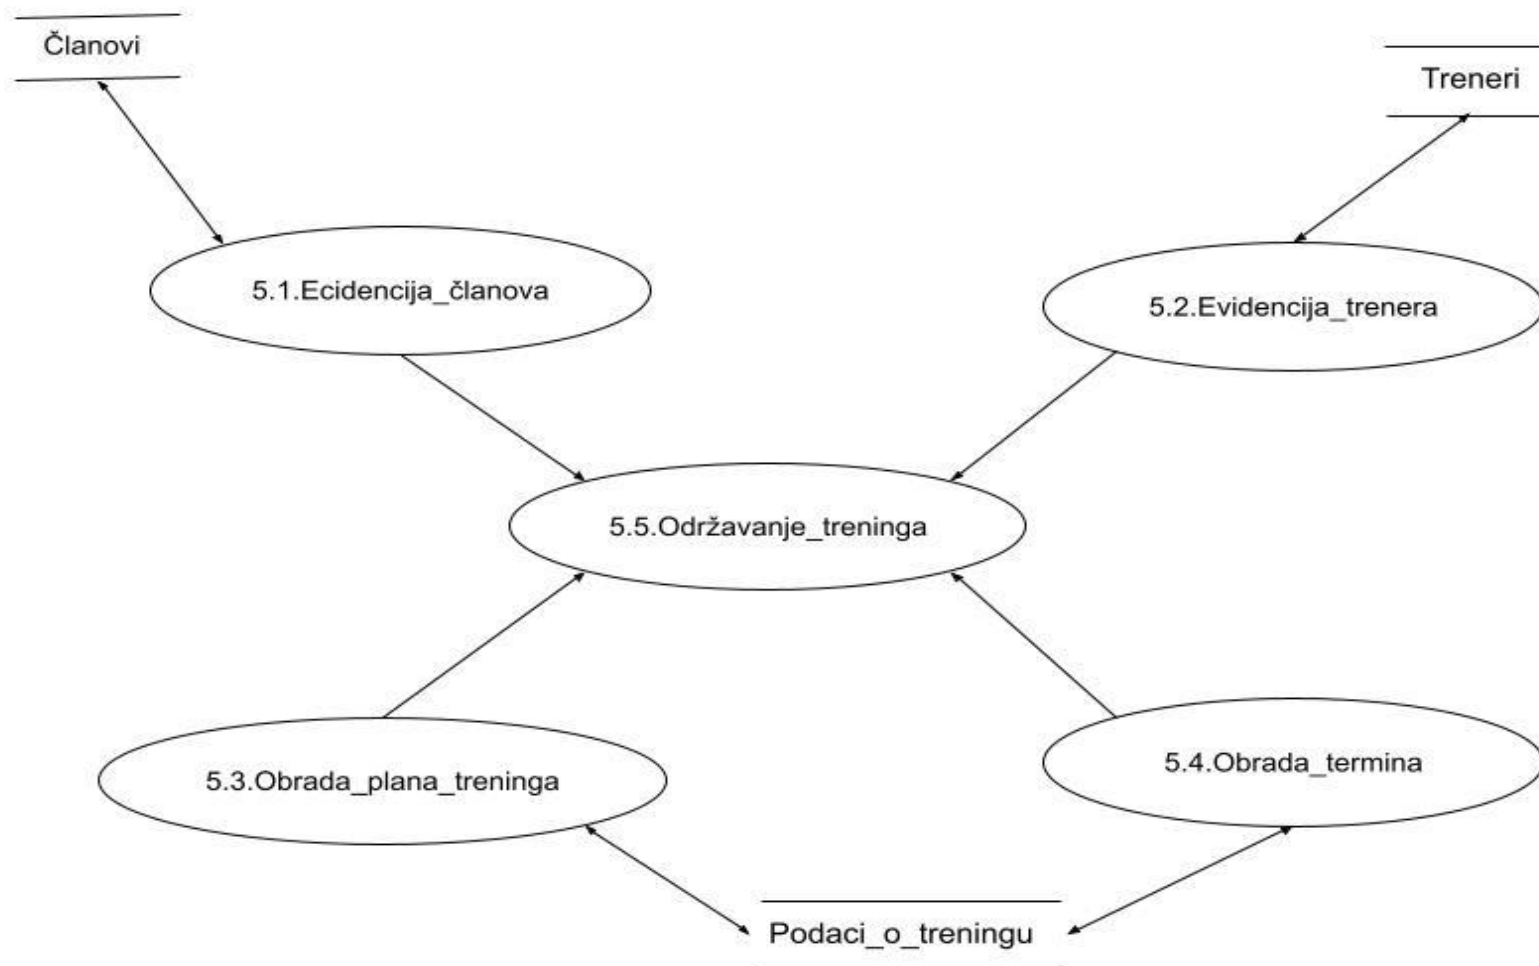 Članovi
Treneri
5.1.Ecidencija_članova
5.2.Evidencija_trenera
5.5.Održavanje_treninga
5.3.Obrada_plana_treninga
5.4.Obrada_termina
Podaci_o_treningu